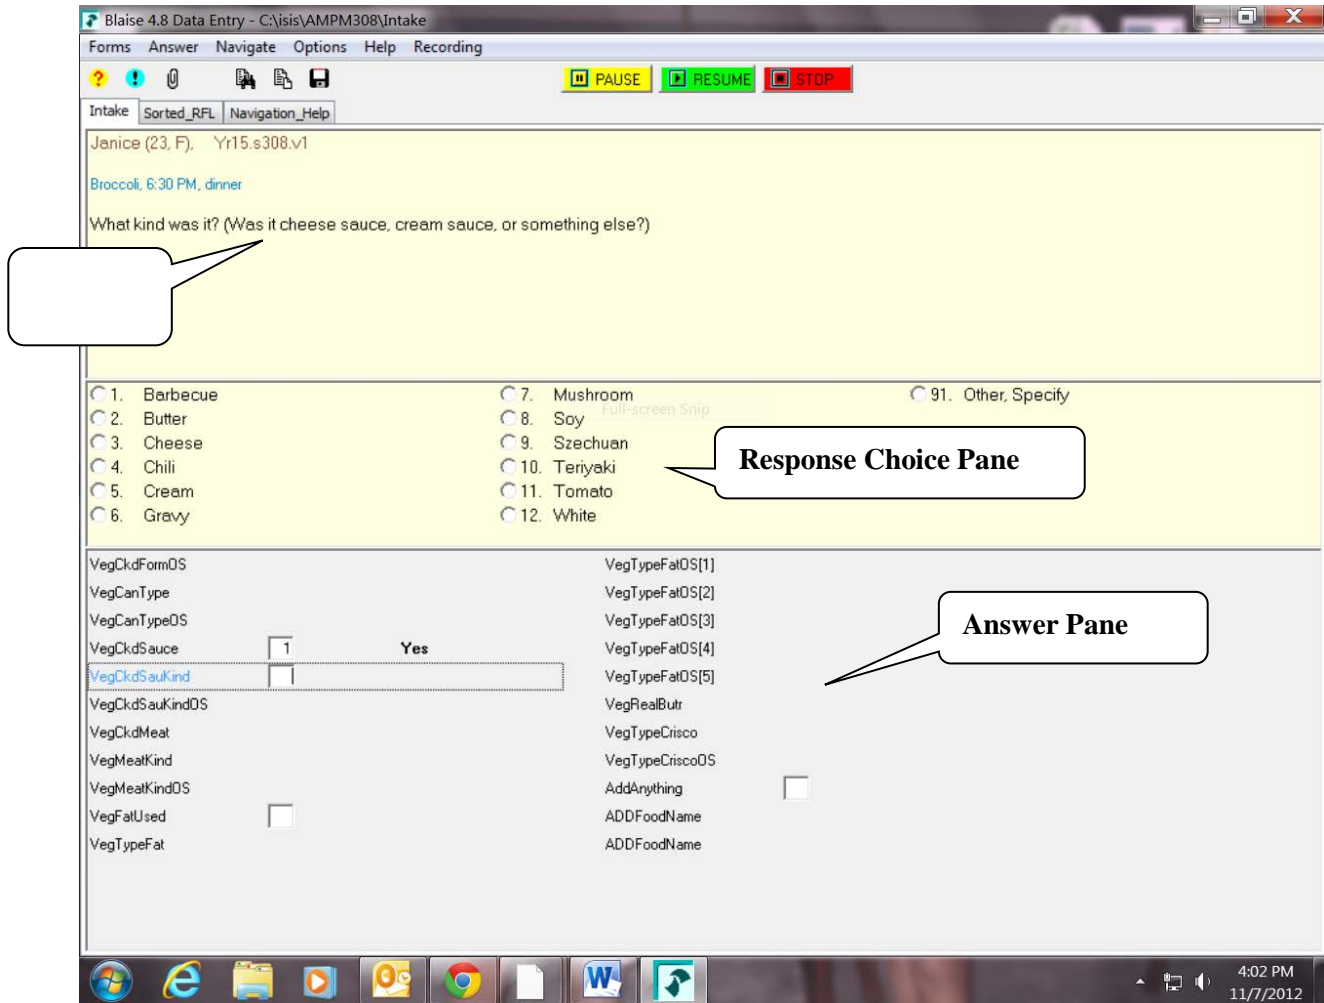 Blaise 4.8 Data Entry - C:\isis\AMPM308\Intake
Forms Answer Navigate Options Help Recording
PAUSE RESUME STOP
Intake Sorted_RFL Navigation_Help
Janice (23, F), Yr15.s308.v1
Broccoli, 6:30 PM, dinner
What kind was it? (Was it cheese sauce, cream sauce, or something else?)
1. Barbecue
2. Butter
3. Cheese
4. Chili
5. Cream
6. Gravy
7. Mushroom
8. Soy
9. Szechuan
10. Teriyaki
11. Tomato
12. White
91. Other, Specify
Full-screen Snip
Response Choice Pane
VegCkdFormOS
VegCanType
VegCanTypeOS
VegCkdSauce 1 Yes
VegCkdSauKind
VegCkdSauKindOS
VegCkdMeat
VegMeatKind
VegMeatKindOS
VegFatUsed
VegTypeFat
VegTypeFatOS[1]
VegTypeFatOS[2]
VegTypeFatOS[3]
VegTypeFatOS[4]
VegTypeFatOS[5]
VegRealButr
VegTypeCrisco
VegTypeCriscoOS
AddAnything
ADDFoodName
ADDFoodName
Answer Pane
4:02 PM
11/7/2012